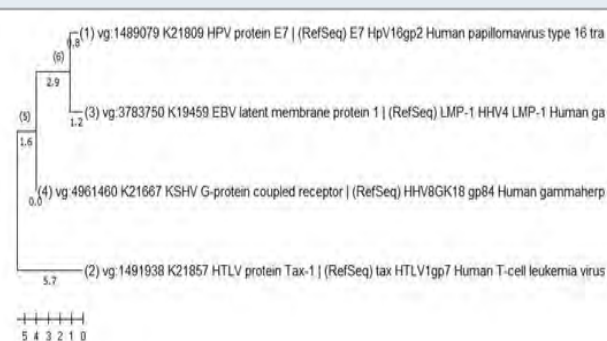 (1) vg:1489079 K21809 HPV protein E7 | (RefSeq) E7 HpV16gp2 Human papillomavirus type 16 tra
0.8
(6)
2.9
(3) vg:3783750 K19459 EBV latent membrane protein 1 | (RefSeq) LMP-1 HHV4 LMP-1 Human ga
1.2
(5)
1.6
(4) vg:4961460 K21667 KSHV G-protein coupled receptor | (RefSeq) HHV8GK18 gp84 Human gammaherp
0.0
(2) vg:1491938 K21857 HTLV protein Tax-1 | (RefSeq) tax HTLV1gp7 Human T-cell leukemia virus
5.7
5 4 3 2 1 0